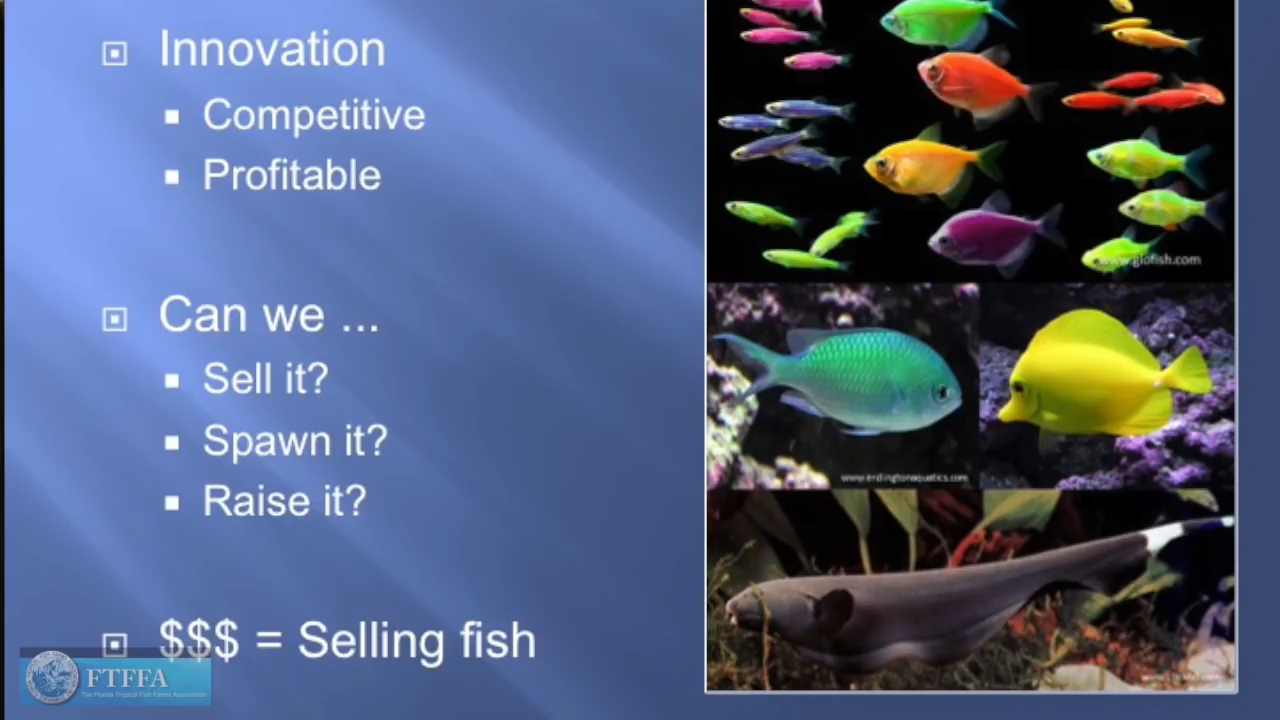 Innovation
Competitive
Profitable
Can we ...
Sell it?
Spawn it?
Raise it?
$$$ = Selling fish
www.glofish.com
www.erdingtonaquatics.com
FTFFA
The Florida Tropical Fish Farms Association